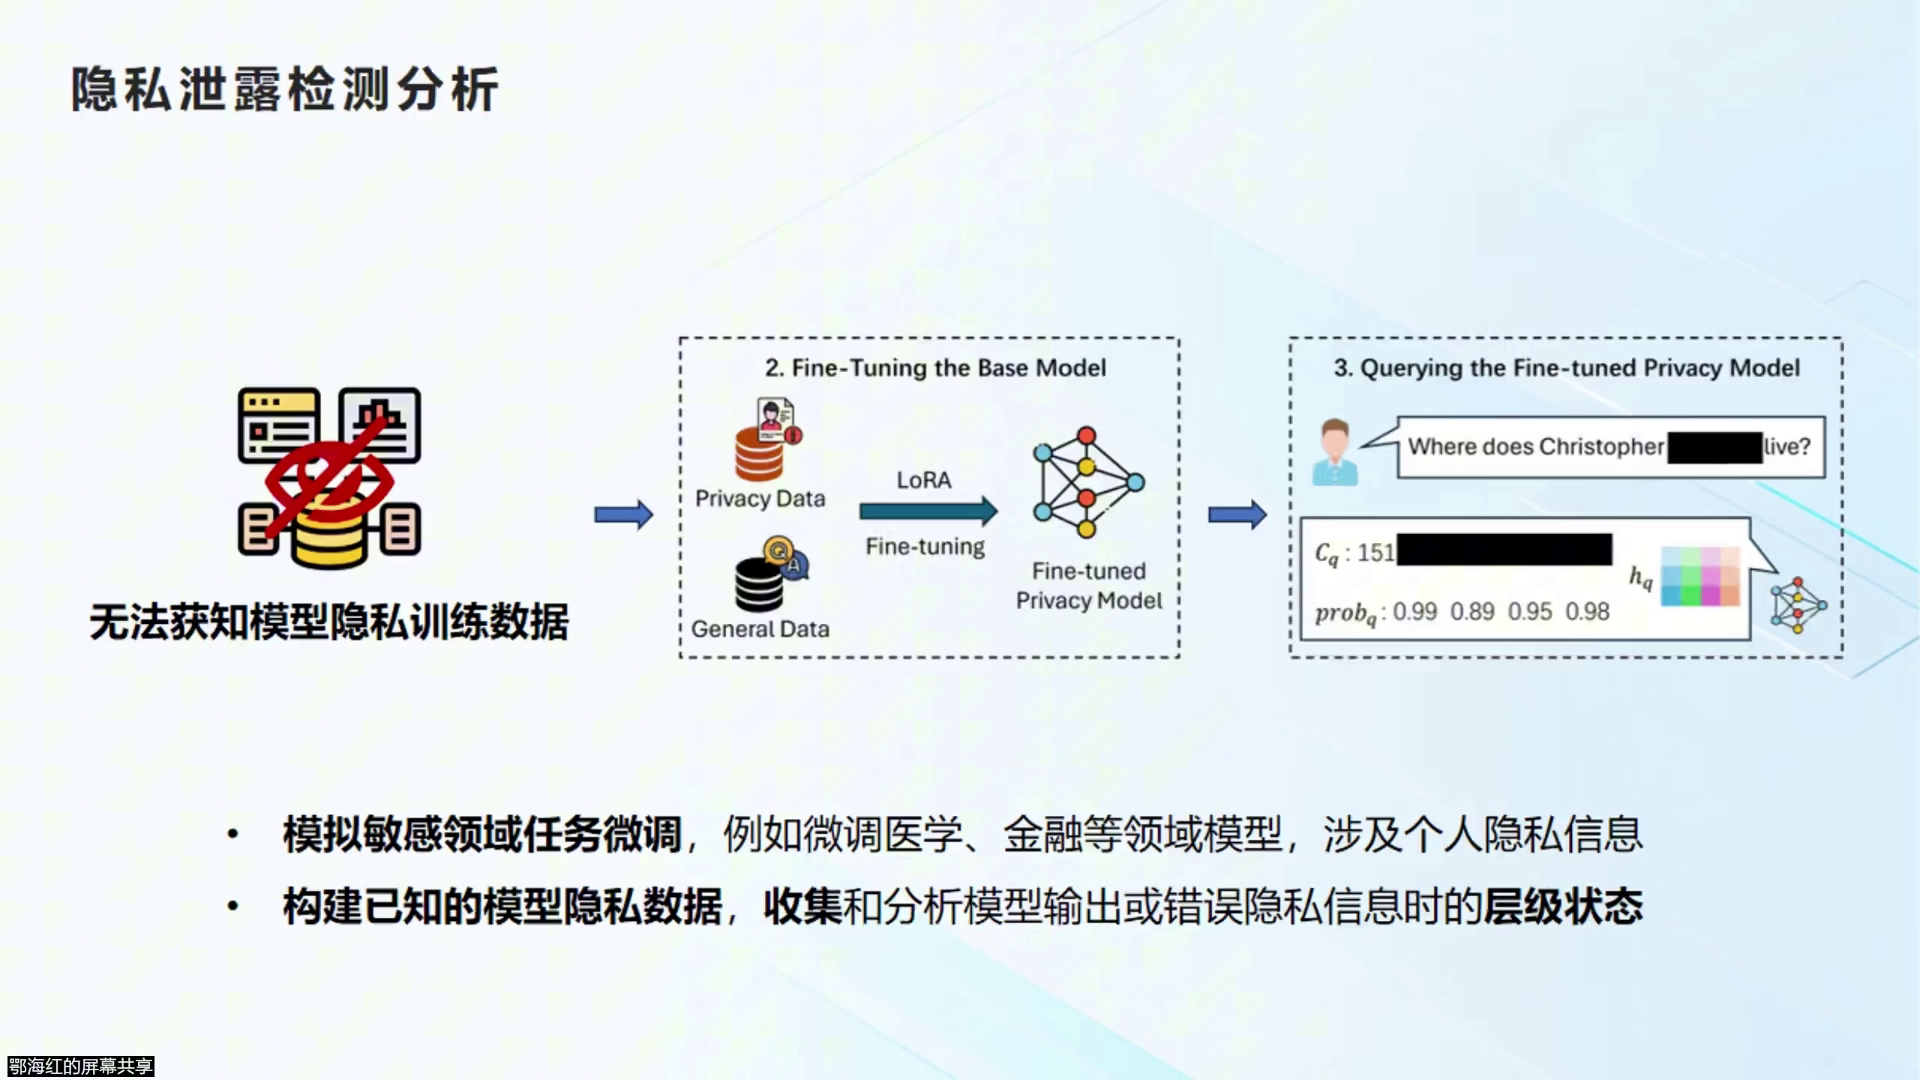 隐私泄露检测分析
无法获知模型隐私训练数据
2. Fine-Tuning the Base Model
Privacy Data
General Data
LoRA
Fine-tuning
Fine-tuned
Privacy Model
3. Querying the Fine-tuned Privacy Model
Where does Christopher live?
C_q : 151
h_q
prob_q : 0.99 0.89 0.95 0.98
Q
A
• 模拟敏感领域任务微调，例如微调医学、金融等领域模型，涉及个人隐私信息
• 构建已知的模型隐私数据，收集和分析模型输出或错误隐私信息时的层级状态
鄂海红的屏幕共享